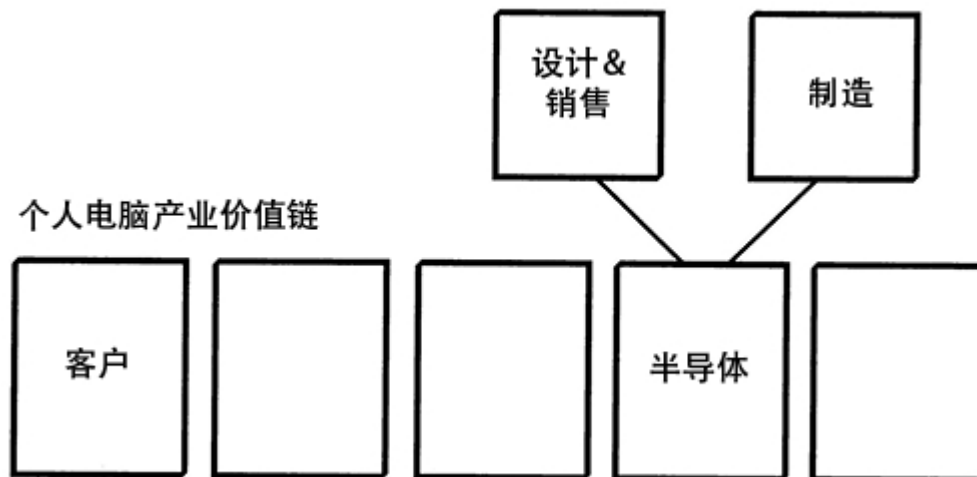 设计&
销售
制造
个人电脑产业价值链
客户
半导体